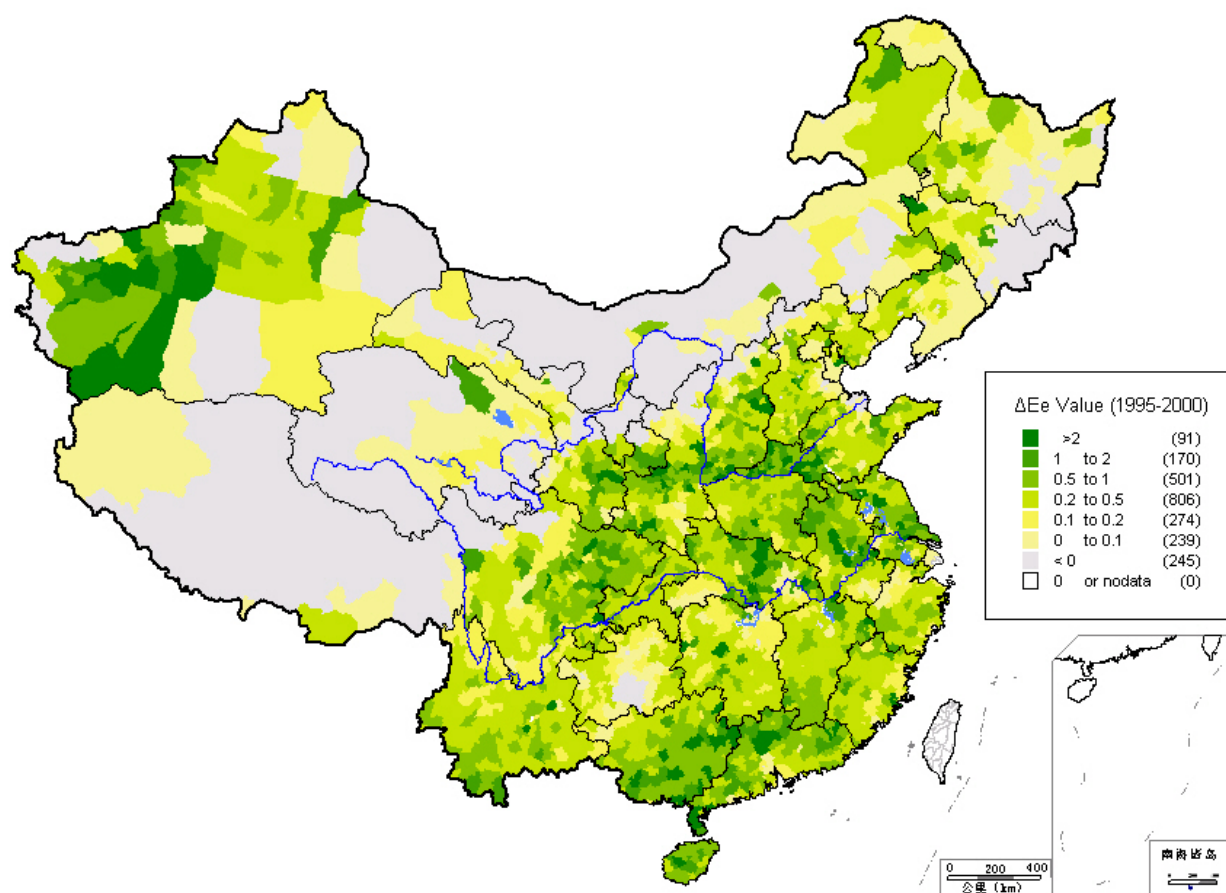 ΔEe Value (1995-2000)
>2 (91)
1 to 2 (170)
0.5 to 1 (501)
0.2 to 0.5 (806)
0.1 to 0.2 (274)
0 to 0.1 (239)
< 0 (245)
0 or nodata (0)
0 200 400
公里 (km)
南海诸岛